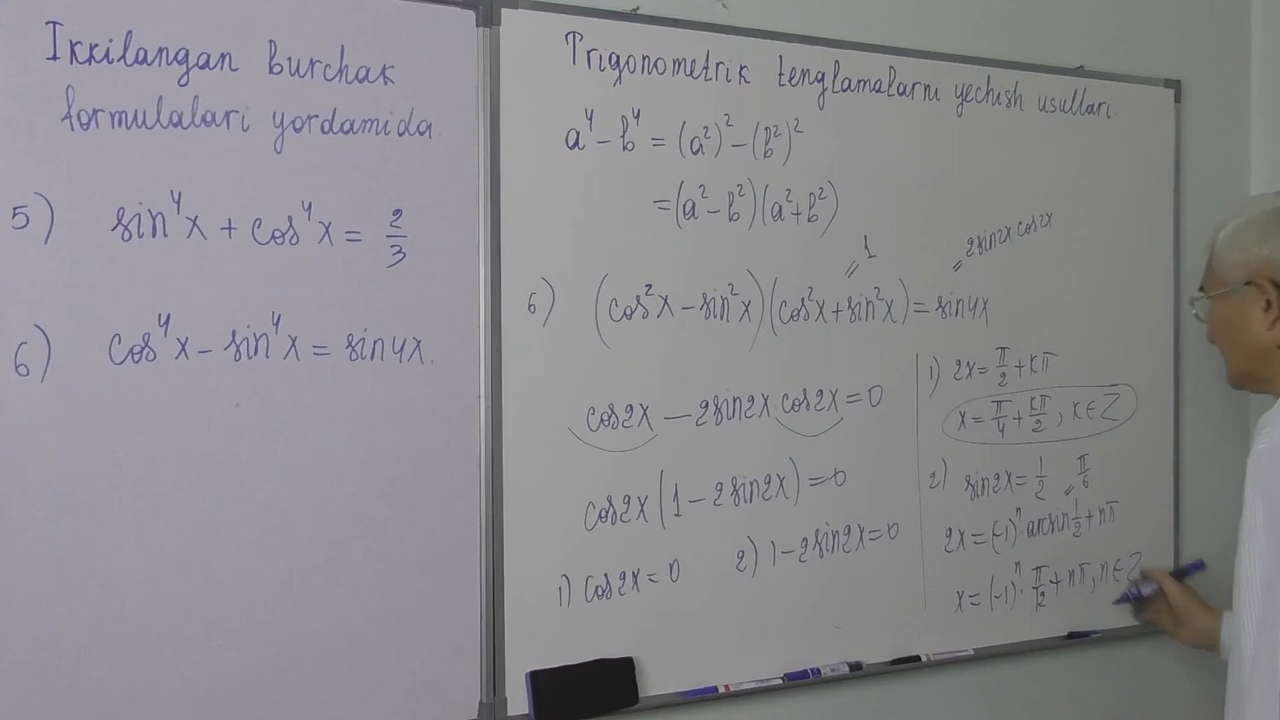 Ikkilangan burchak
formulalari yordamida
5) sin⁴x + cos⁴x = 2/3
6) cos⁴x − sin⁴x = sin4x.
Trigonometrik tenglamalarni yechish usullari.
a⁴ − b⁴ = (a²)² − (b²)²
= (a² − b²)(a² + b²)
= 1
= 2sin2x·cos2x
6) (cos²x − sin²x)(cos²x + sin²x) = sin4x
cos2x − 2sin2x cos2x = 0
cos2x(1 − 2sin2x) = 0
1) cos2x = 0 2) 1 − 2sin2x = 0
1) 2x = π/2 + kπ
x = π/4 + kπ/2, k ∈ Z
2) sin2x = 1/2
= π/6
2x = (−1)ⁿ·arcsin 1/2 + nπ
x = (−1)ⁿ·π/12 + nπ, n ∈ Z